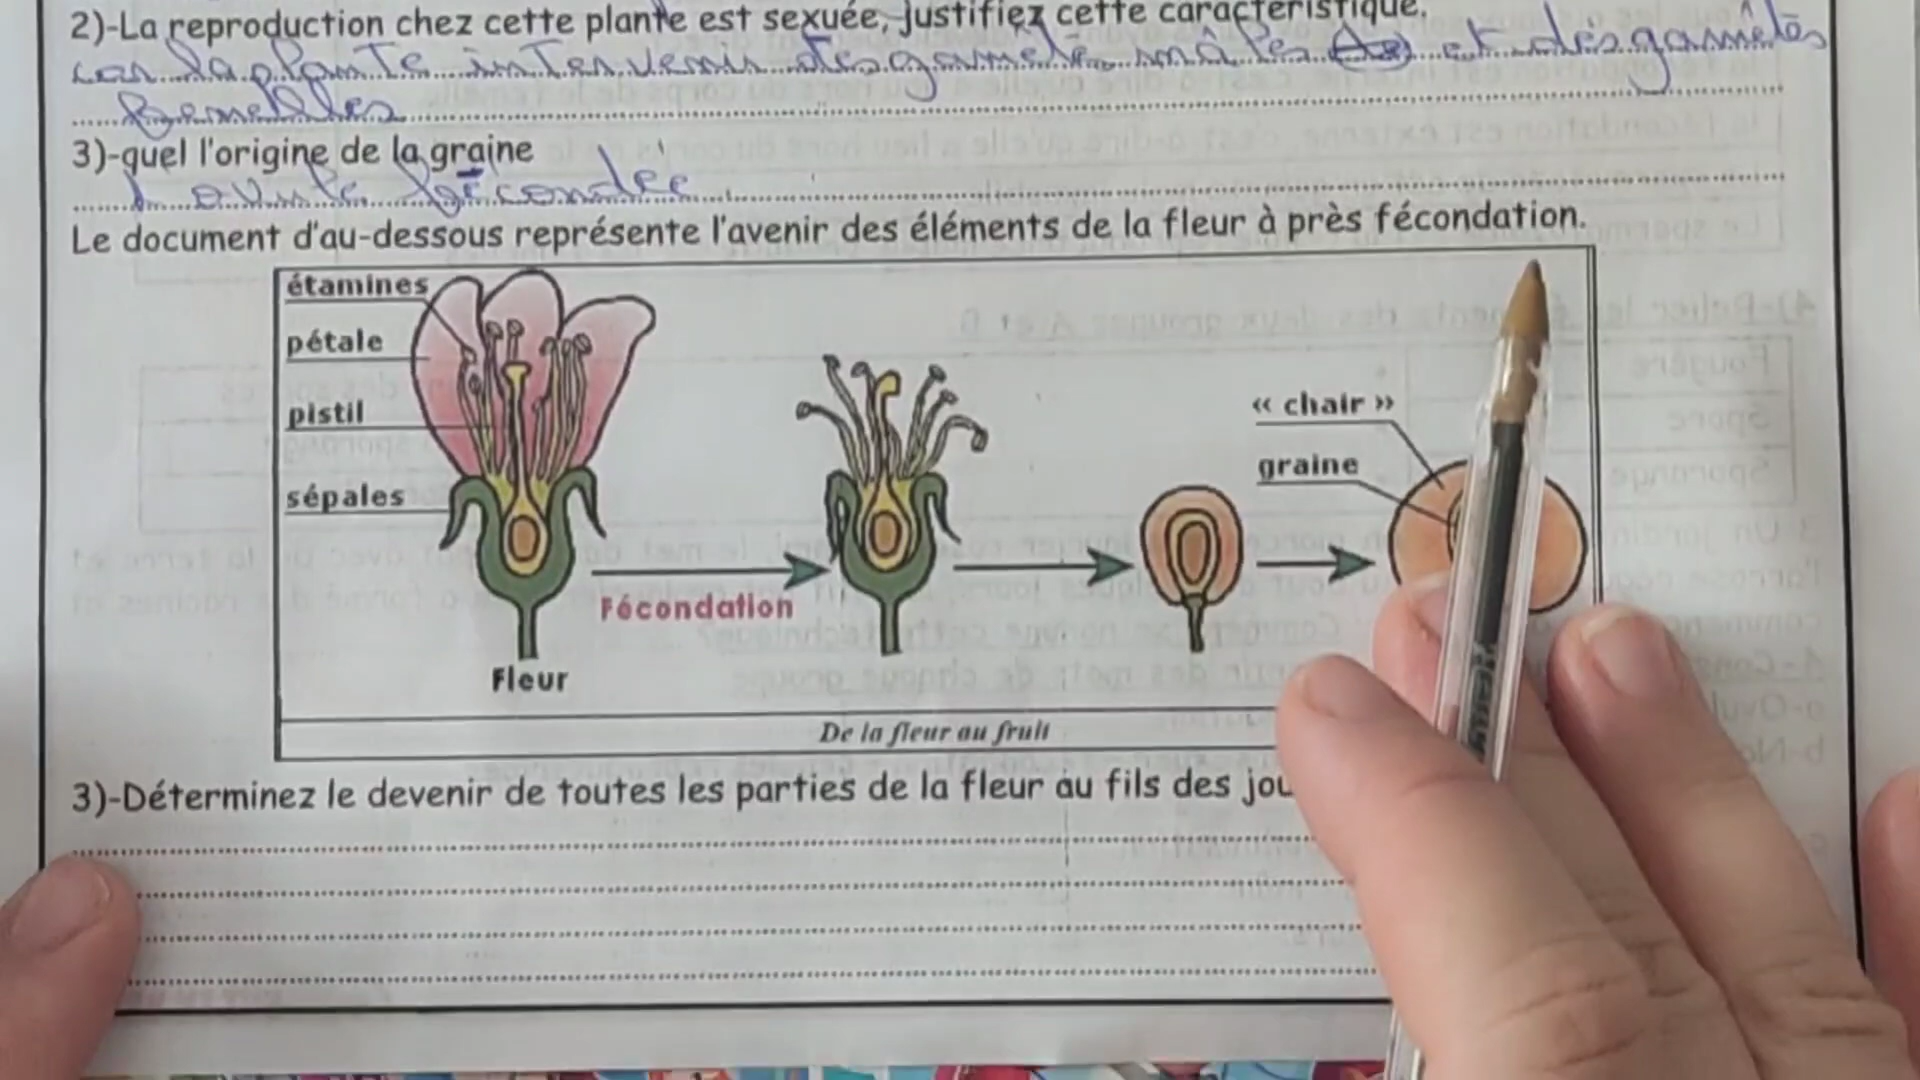 2)-La reproduction chez cette plante est sexuée, justifiez cette caractéristique.
car la plante intervenir des gamète mâles et des gamètes
femelles
3)-quel l'origine de la graine
l'ovule fécondée
Le document d'au-dessous représente l'avenir des éléments de la fleur à près fécondation.
étamines
pétale
pistil
sépales
« chair »
graine
Fécondation
Fleur
De la fleur au fruit
3)-Déterminez le devenir de toutes les parties de la fleur au fils des jou